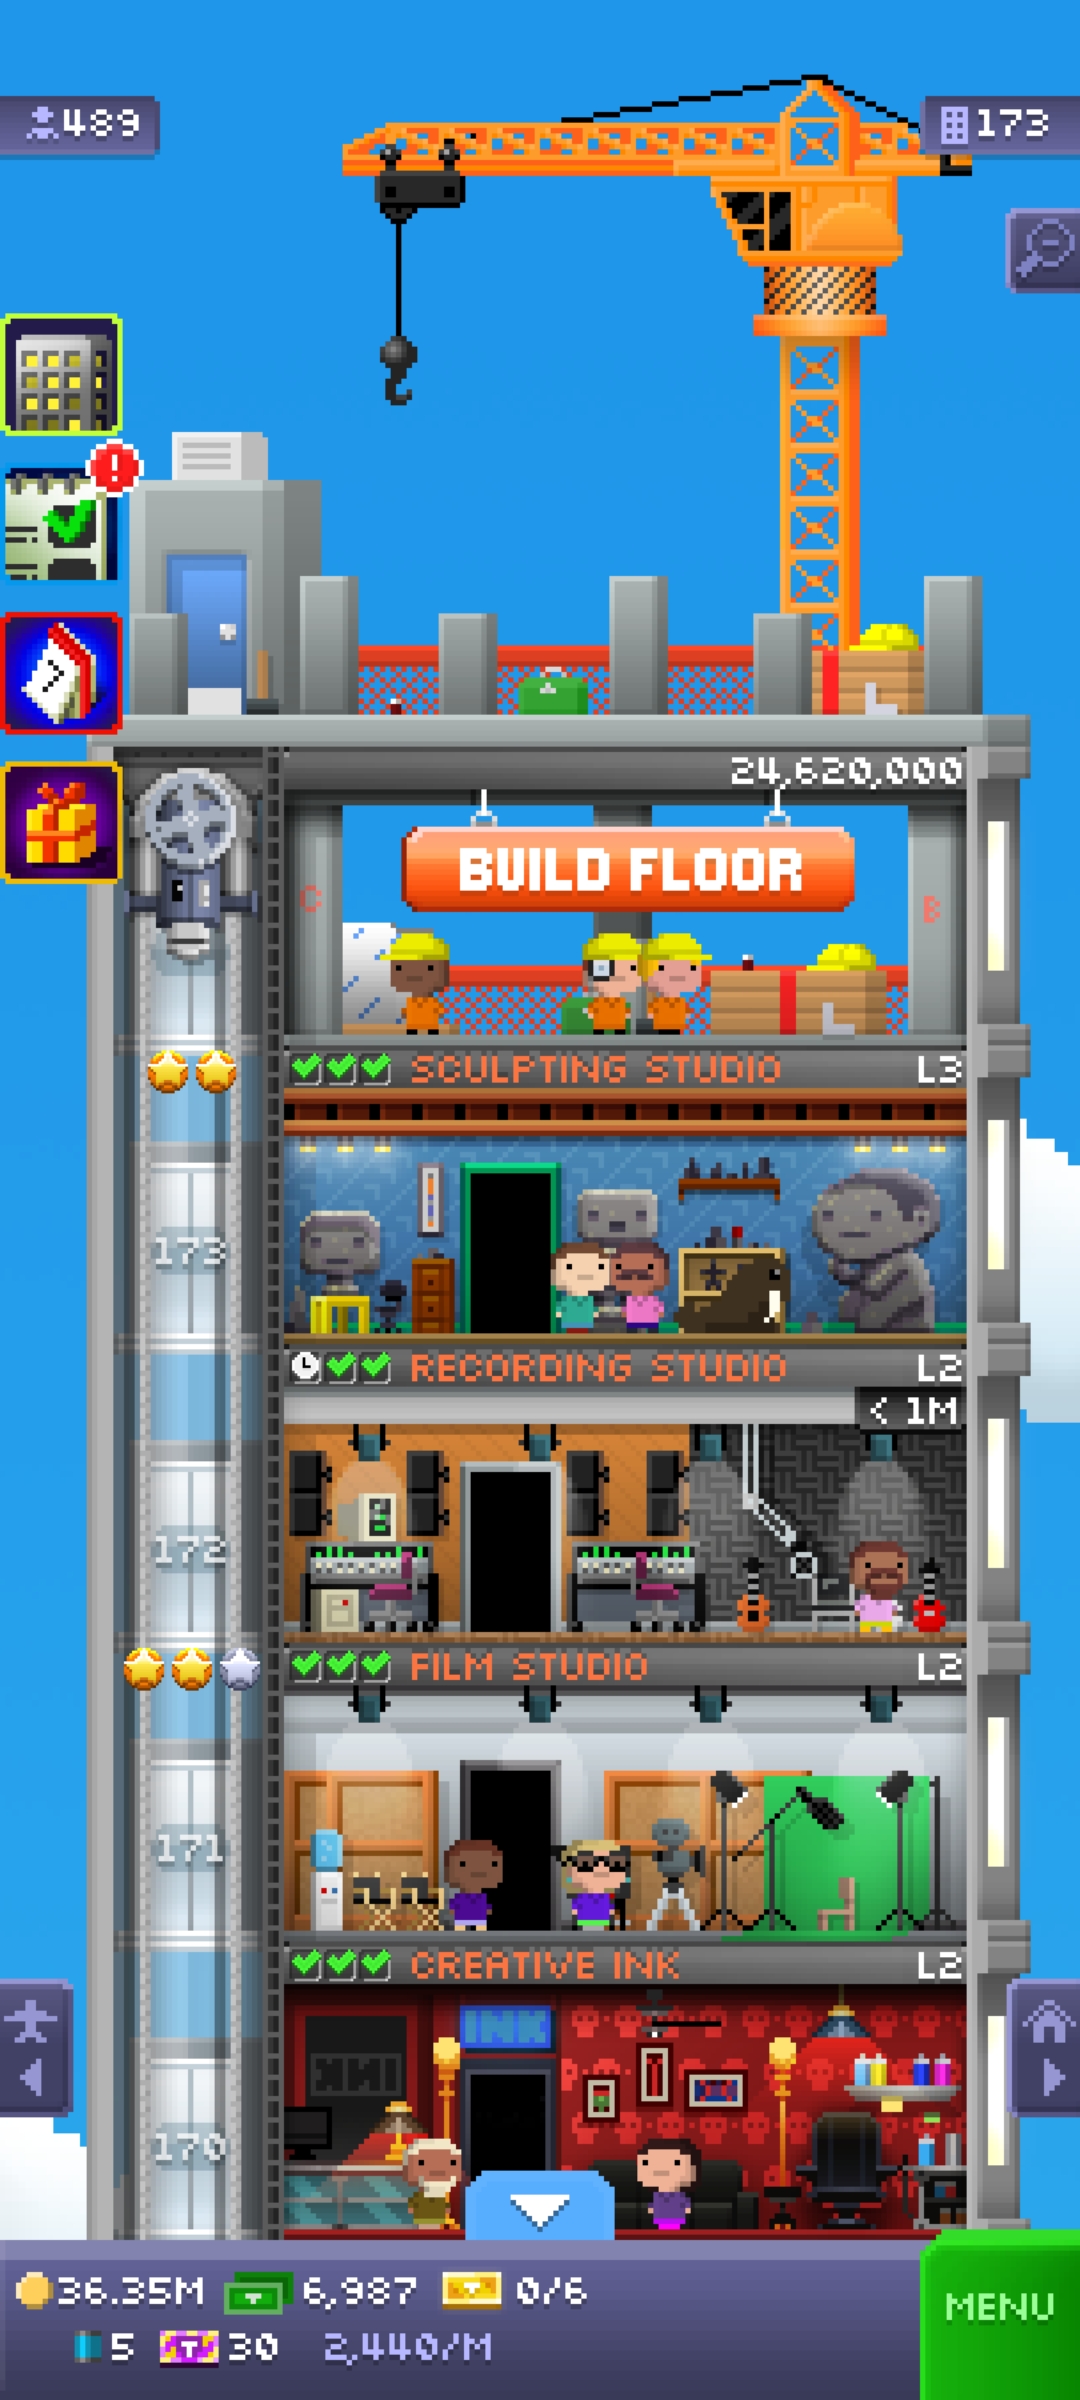 489
173
7
24,620,000
BUILD FLOOR
C
B
SCULPTING STUDIO L3
173
RECORDING STUDIO L2
< 1M
172
FILM STUDIO L2
171
CREATIVE INK L2
INK
170
36.35M 6,987 0/6
5 T 30 2,440/M
MENU